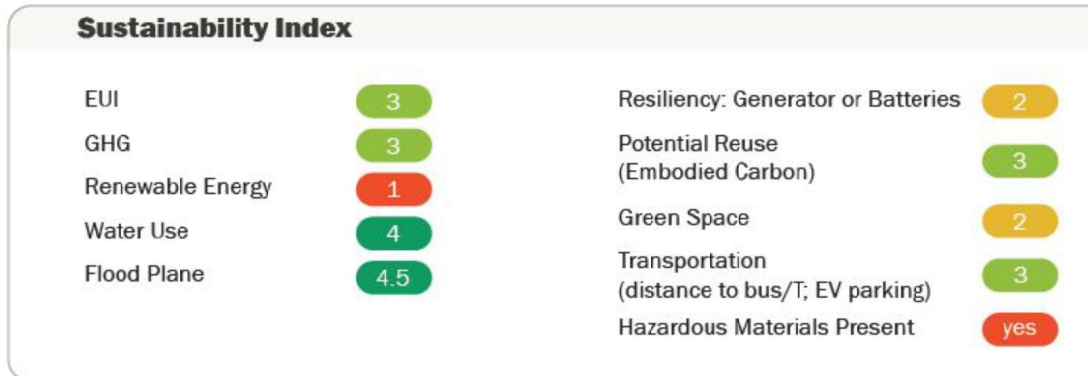 Sustainability Index
EUI 3
GHG 3
Renewable Energy 1
Water Use 4
Flood Plane 4.5
Resiliency: Generator or Batteries 2
Potential Reuse
(Embodied Carbon) 3
Green Space 2
Transportation
(distance to bus/T; EV parking) 3
Hazardous Materials Present yes